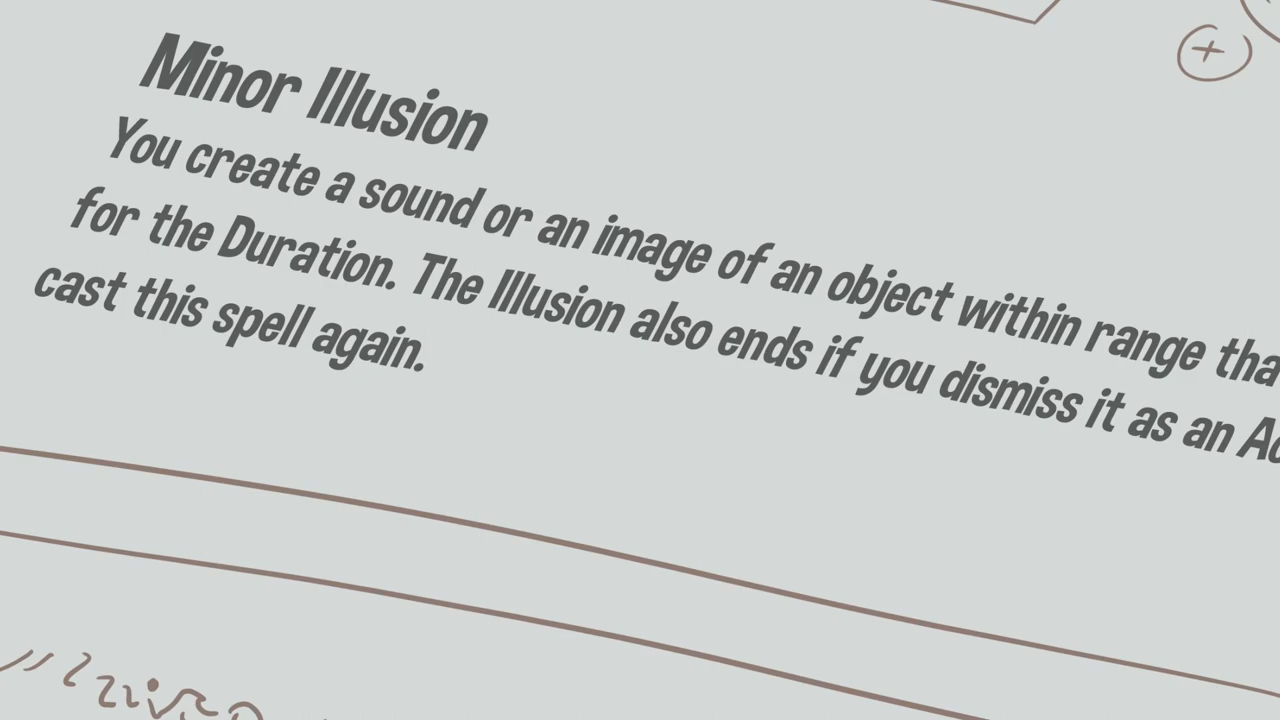 Minor Illusion
You create a sound or an image of an object within range tha
for the Duration. The Illusion also ends if you dismiss it as an Ac
cast this spell again.